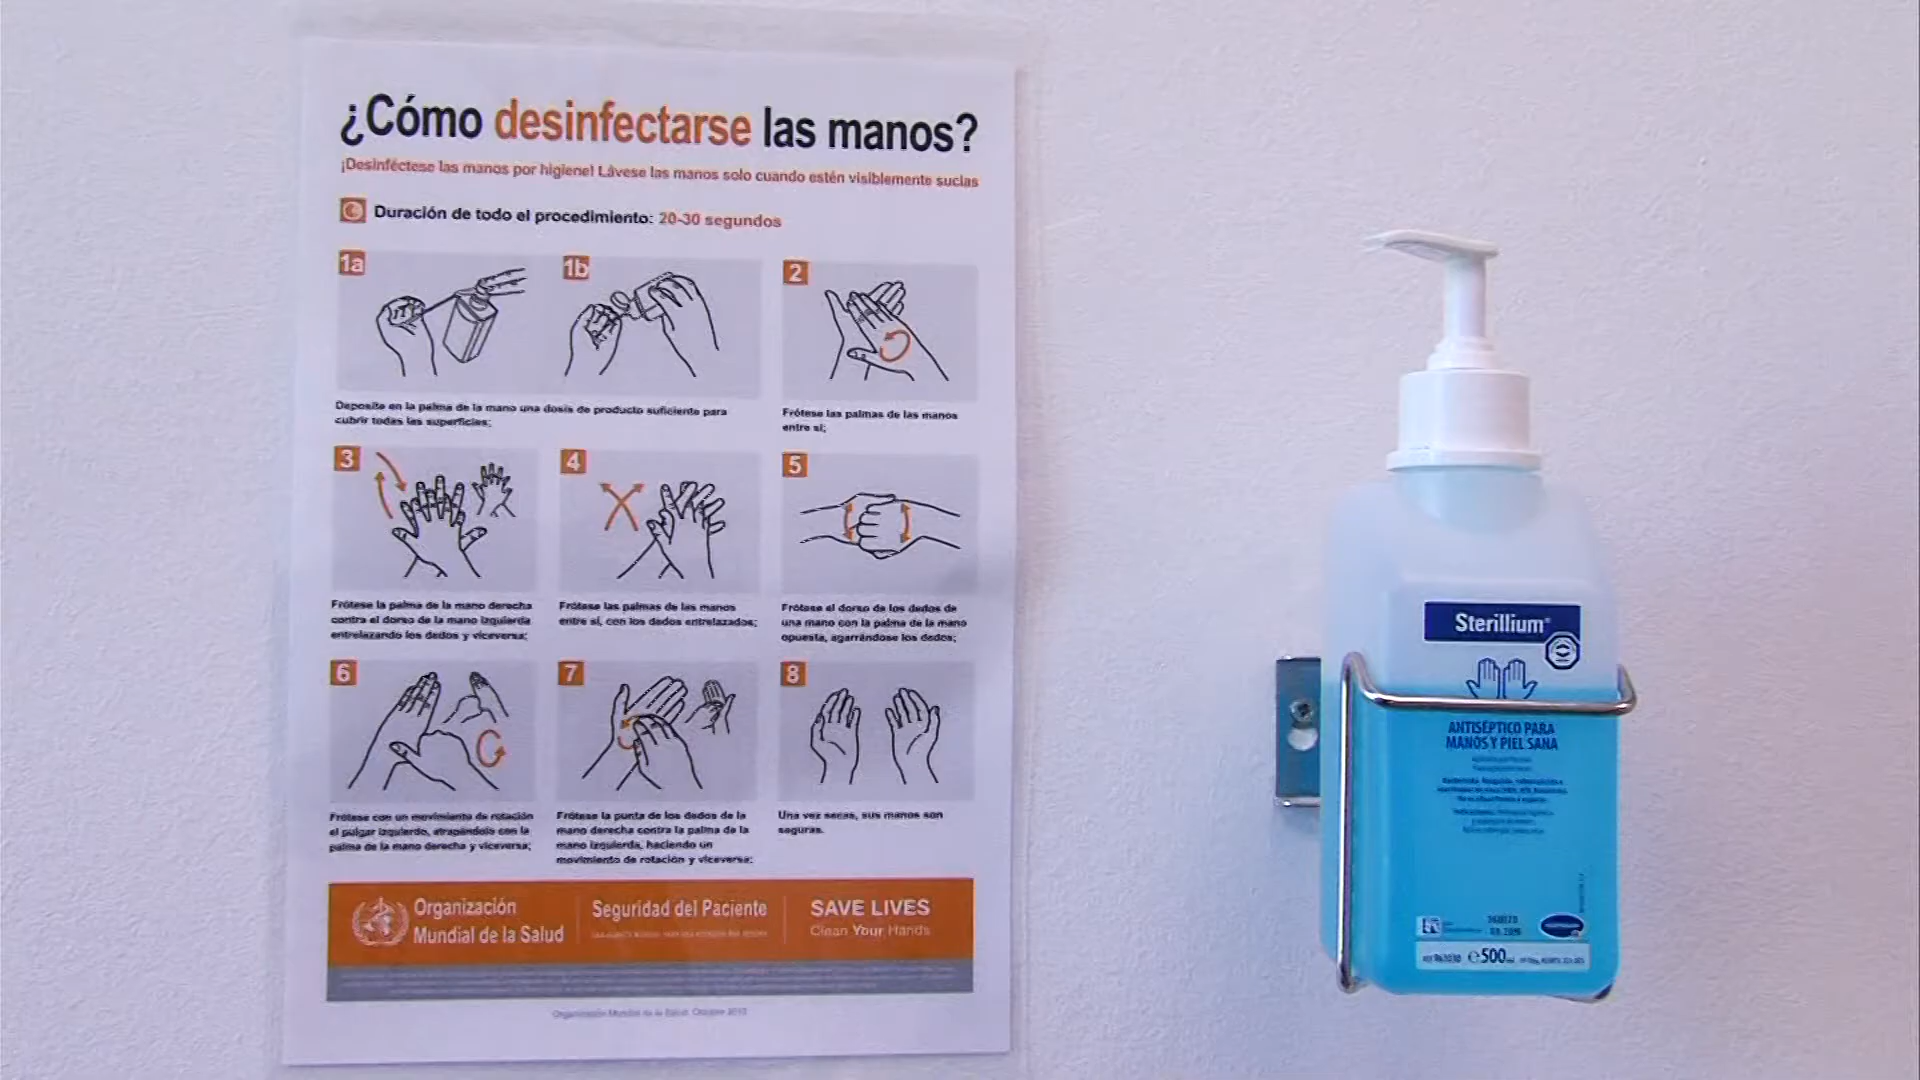 ¿Cómo desinfectarse las manos?
¡Desinféctese las manos por higiene! Lávese las manos solo cuando estén visiblemente sucias
Duración de todo el procedimiento: 20-30 segundos
1a
1b
2
Deposite en la palma de la mano una dosis de producto suficiente para
cubrir todas las superficies;
Frótese las palmas de las manos
entre sí;
3
4
5
Frótese la palma de la mano derecha
contra el dorso de la mano izquierda
entrelazando los dedos y viceversa;
Frótese las palmas de las manos
entre sí, con los dedos entrelazados;
Frótese el dorso de los dedos de
una mano con la palma de la mano
opuesta, agarrándose los dedos;
6
7
8
Frótese con un movimiento de rotación
el pulgar izquierdo, atrapándolo con la
palma de la mano derecha y viceversa;
Frótese la punta de los dedos de la
mano derecha contra la palma de la
mano izquierda, haciendo un
movimiento de rotación y viceversa;
Una vez secas, sus manos son
seguras.
Organización
Mundial de la Salud
Seguridad del Paciente
SAVE LIVES
Clean Your Hands
Organización Mundial de la Salud, Octubre 2010
Sterillium®
ANTISÉPTICO PARA
MANOS Y PIEL SANA
500 ml